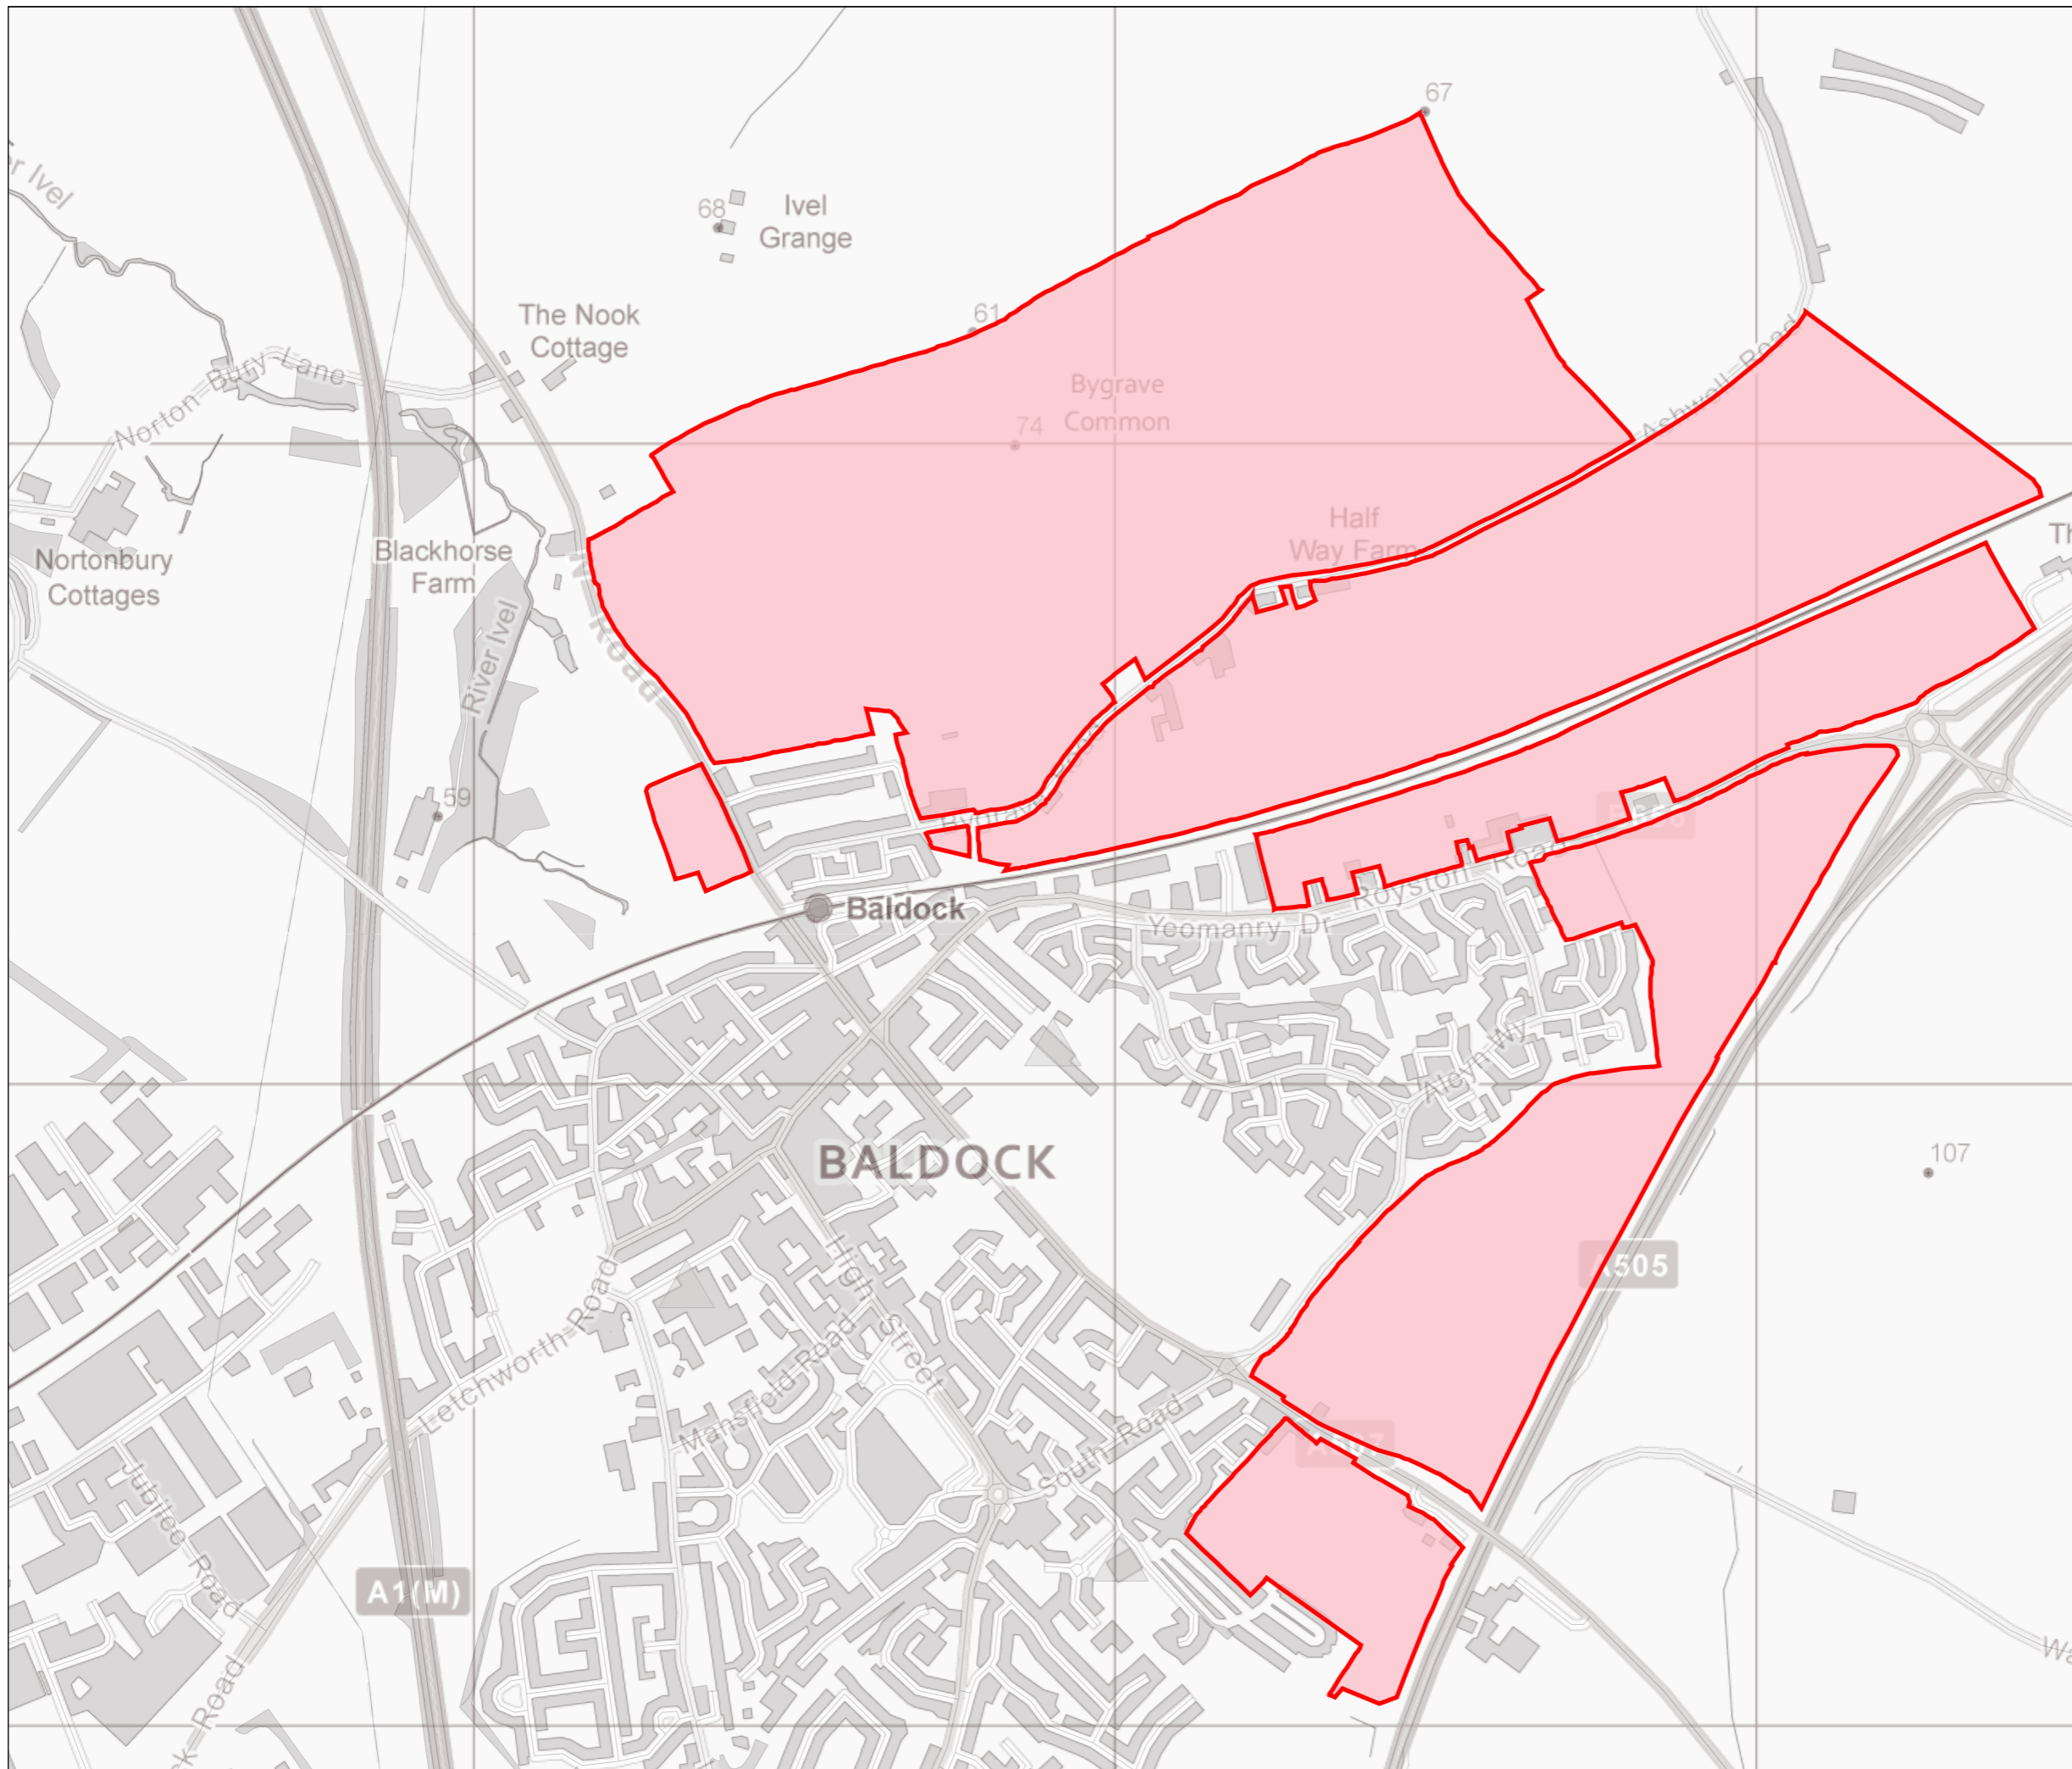 67
er Ivel
68
Ivel
Grange
The Nook
Cottage
61
Bygrave
Common
74
Norton Bury Lane
Ashwell Road
Half
Way Farm
Nortonbury
Cottages
Blackhorse
Farm
N Road
River Ivel
59
Baldock
Yeomanry Dr
Royston Road
Aleyn Wy
BALDOCK
107
A505
High Street
Letchworth Road
Mansfield Road
South Road
Jubilee Road
A1(M)
Road